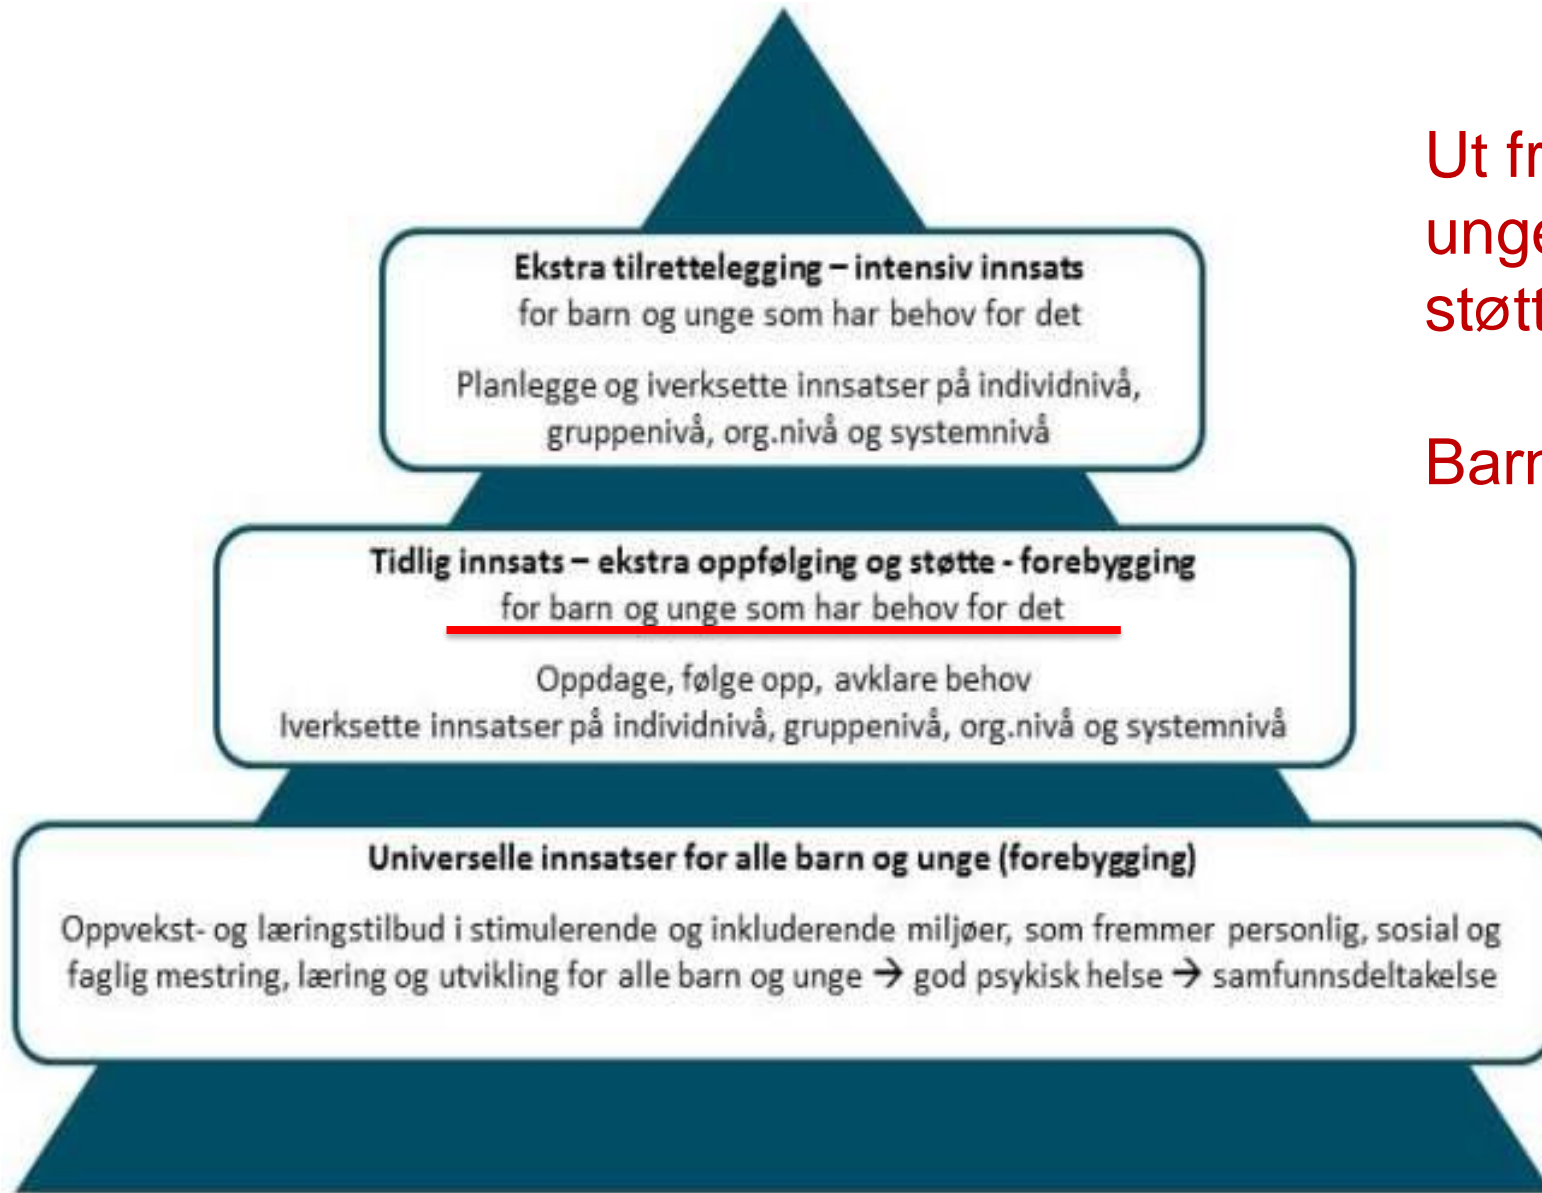 Ekstra tilrettelegging – intensiv innsats
for barn og unge som har behov for det
Planlegge og iverksette innsatser på individnivå,
gruppenivå, org.nivå og systemnivå
Tidlig innsats – ekstra oppfølging og støtte - forebygging
for barn og unge som har behov for det
Oppdage, følge opp, avklare behov
Iverksette innsatser på individnivå, gruppenivå, org.nivå og systemnivå
Universelle innsatser for alle barn og unge (forebygging)
Oppvekst- og læringstilbud i stimulerende og inkluderende miljøer, som fremmer personlig, sosial og
faglig mestring, læring og utvikling for alle barn og unge → god psykisk helse → samfunnsdeltakelse
Ut